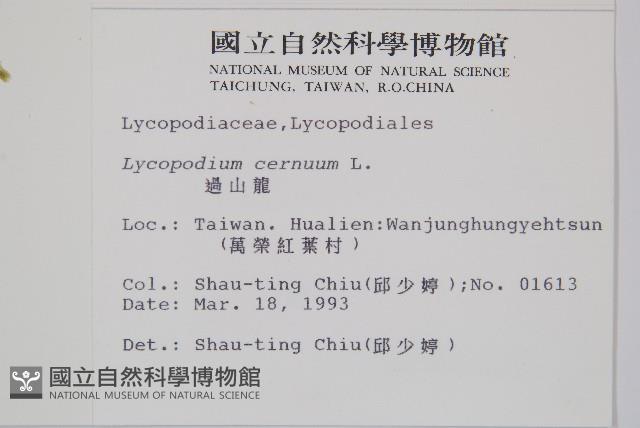 國立自然科學博物館
NATIONAL MUSEUM OF NATURAL SCIENCE
TAICHUNG, TAIWAN, R.O.CHINA
Lycopodiaceae,Lycopodiales
Lycopodium cernuum L.
過山龍
Loc.: Taiwan. Hualien:Wanjunghungyehtsun
(萬榮紅葉村)
Col.: Shau-ting Chiu(邱少婷);No. 01613
Date: Mar. 18, 1993
Det.: Shau-ting Chiu(邱少婷)
國立自然科學博物館
NATIONAL MUSEUM OF NATURAL SCIENCE